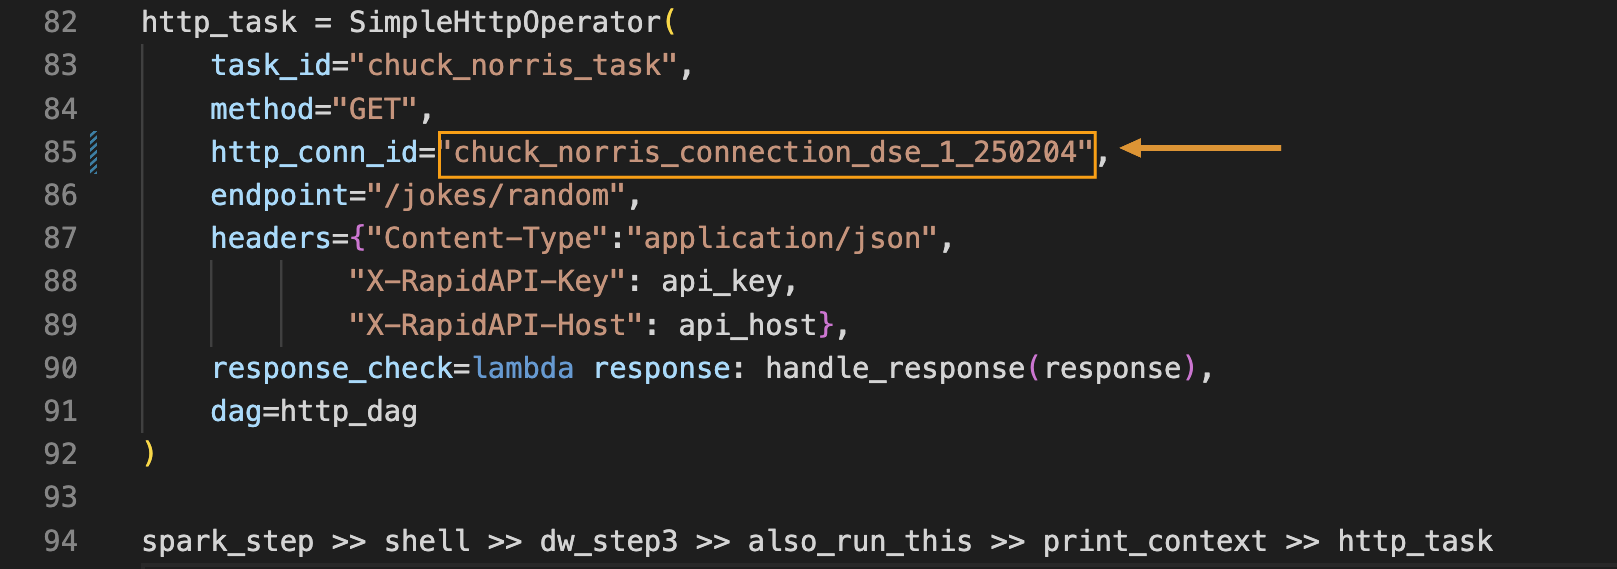 82 http_task = SimpleHttpOperator(
83 task_id="chuck_norris_task",
84 method="GET",
85 http_conn_id="chuck_norris_connection_dse_1_250204",
86 endpoint="/jokes/random",
87 headers={"Content-Type":"application/json",
88 "X-RapidAPI-Key": api_key,
89 "X-RapidAPI-Host": api_host},
90 response_check=lambda response: handle_response(response),
91 dag=http_dag
92 )
93
94 spark_step >> shell >> dw_step3 >> also_run_this >> print_context >> http_task